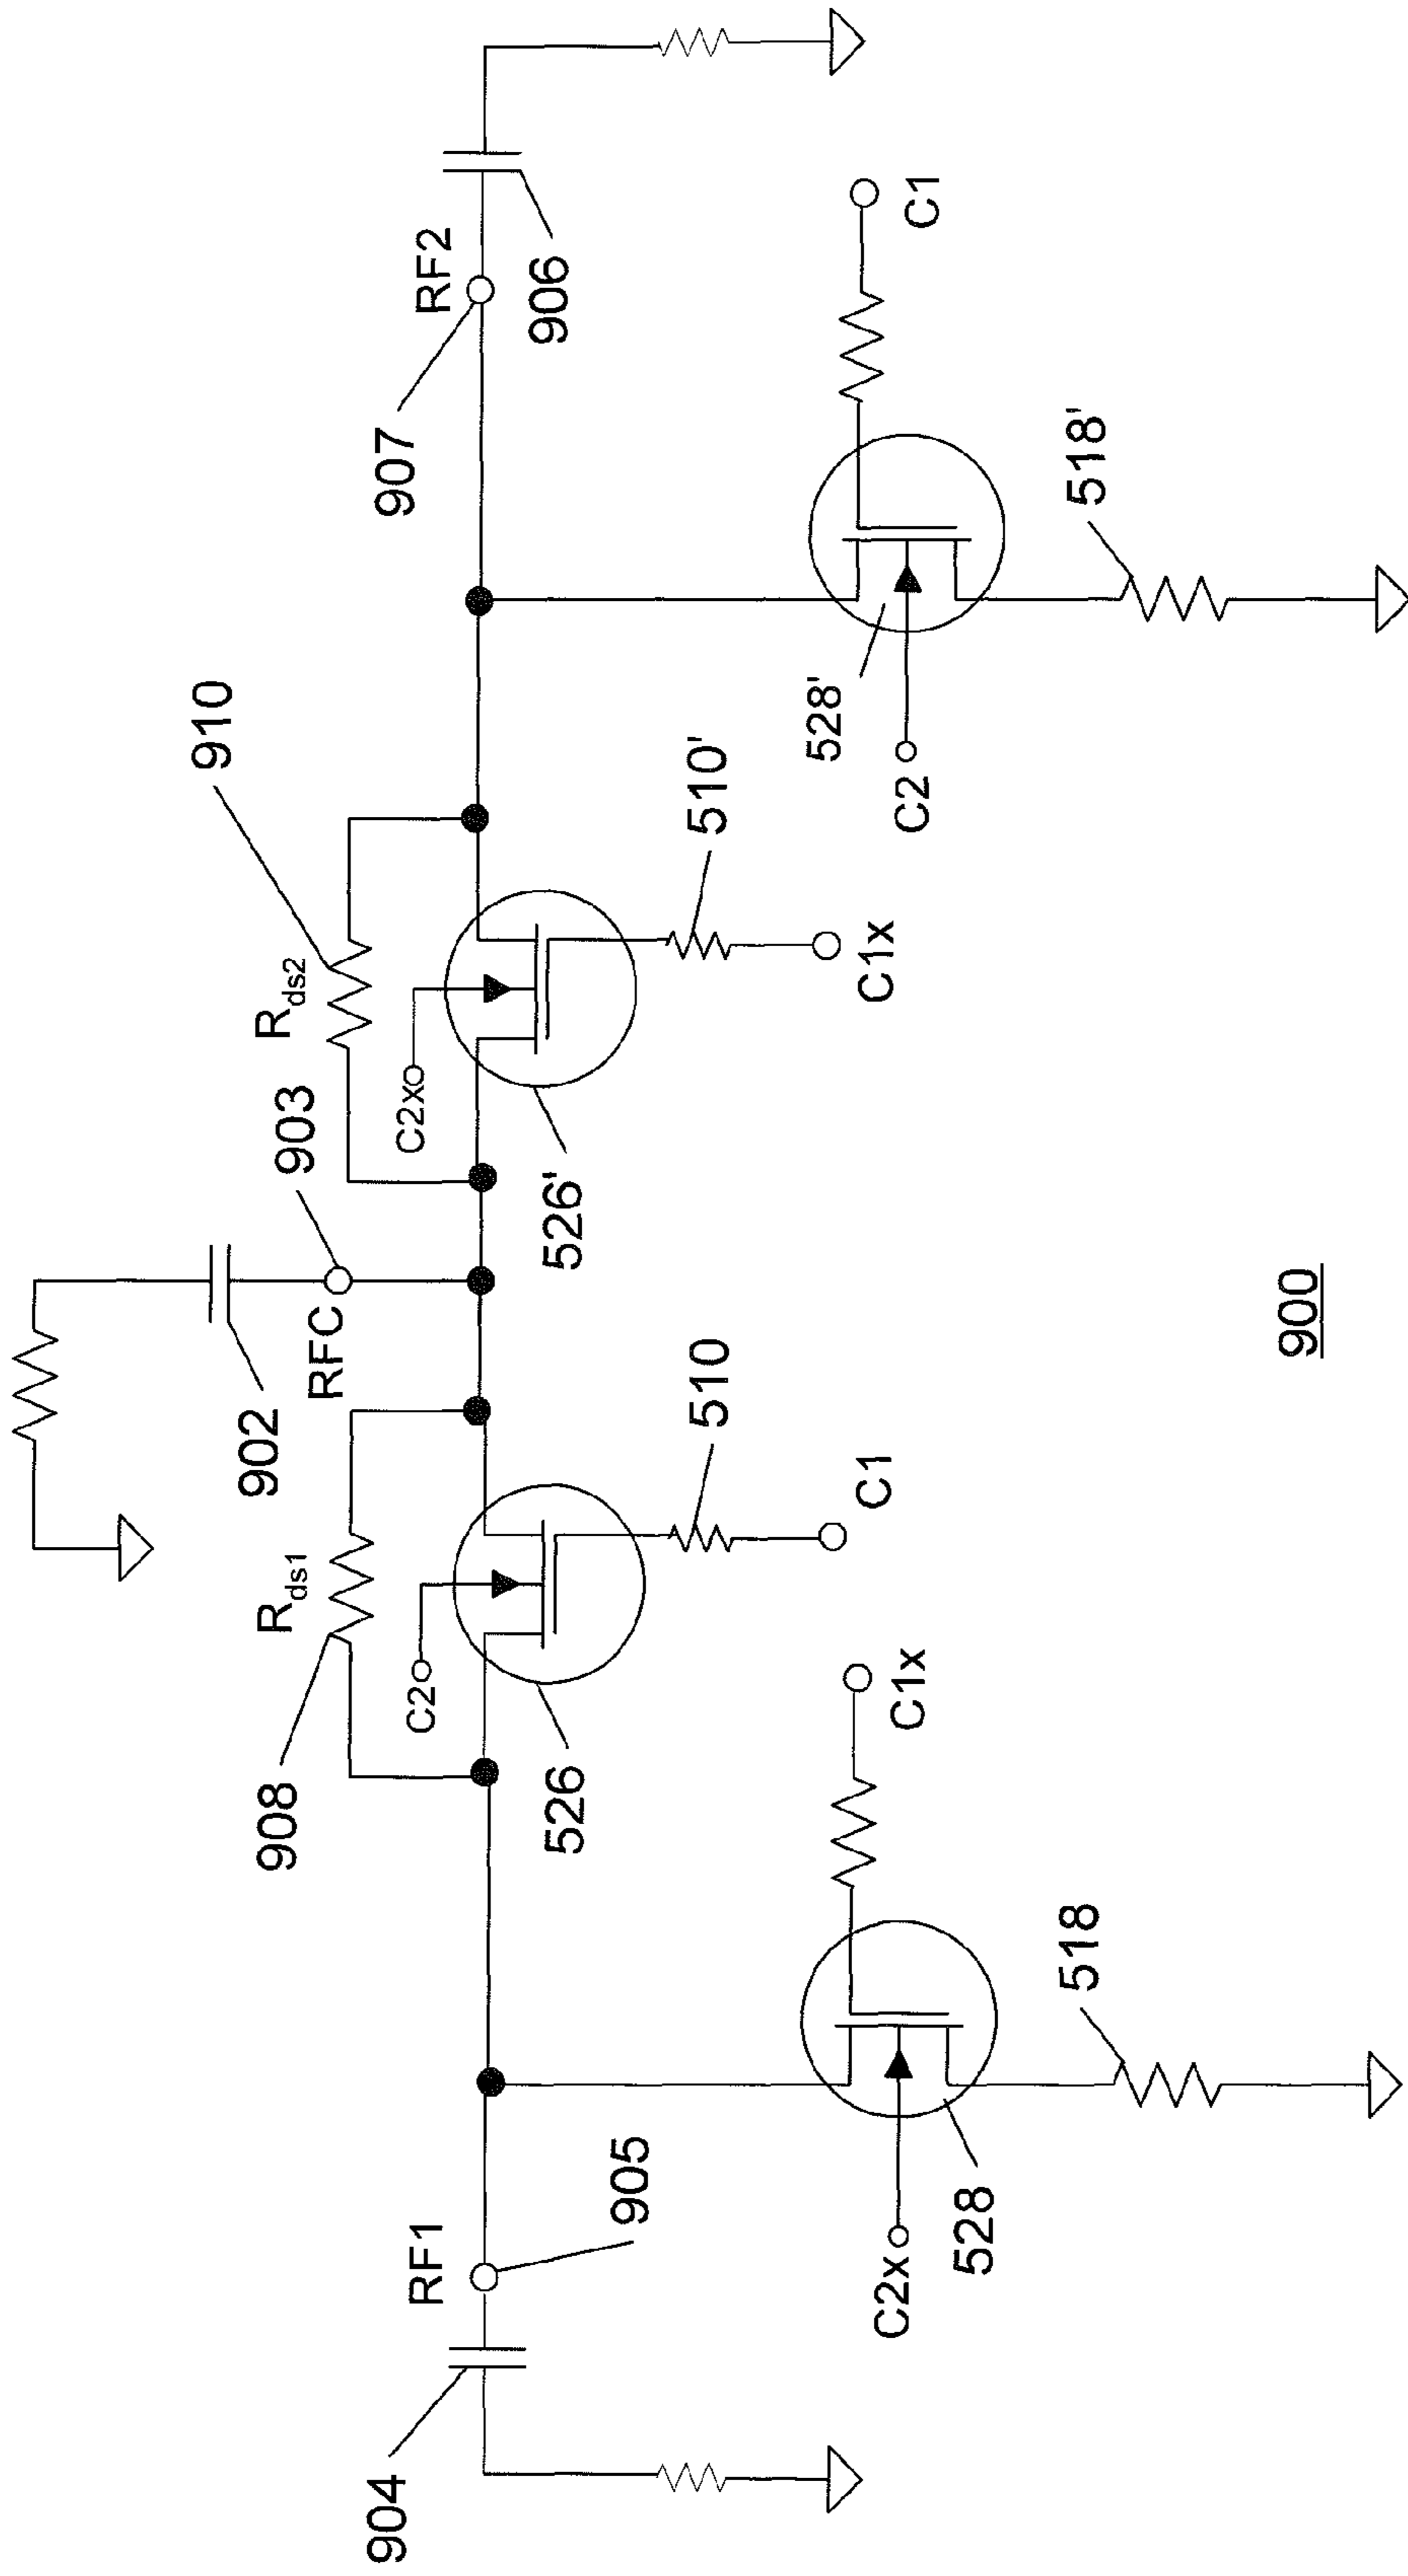 902
RFC
903
910
R_ds1
R_ds2
908
C2
C2x
907
RF2
904
RF1
905
526
526'
906
510
C1
510'
C1x
C2x
528
C1x
C2
528'
C1
518
518'
900